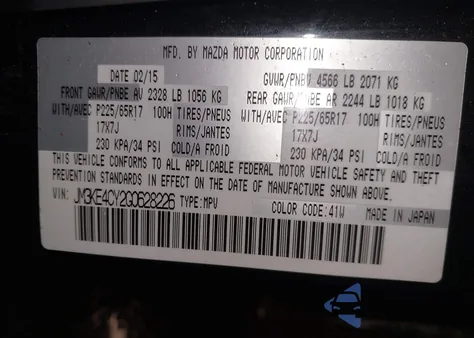 MFD. BY MAZDA MOTOR CORPORATION
DATE 02/15 GVWR/PNBV 4566 LB 2071 KG
FRONT GAWR/PNBE AV 2328 LB 1056 KG REAR GAWR/PNBE AR 2244 LB 1018 KG
WITH/AVEC P225/65R17 100H TIRES/PNEUS WITH/AVEC P225/65R17 100H TIRES/PNEUS
17X7J RIMS/JANTES 17X7J RIMS/JANTES
230 KPA/34 PSI COLD/A FROID 230 KPA/34 PSI COLD/A FROID
THIS VEHICLE CONFORMS TO ALL APPLICABLE FEDERAL MOTOR VEHICLE SAFETY AND THEFT
PREVENTION STANDARDS IN EFFECT ON THE DATE OF MANUFACTURE SHOWN ABOVE.
VIN: JM3KE4CY2G0628226 TYPE:MPV COLOR CODE:41W MADE IN JAPAN